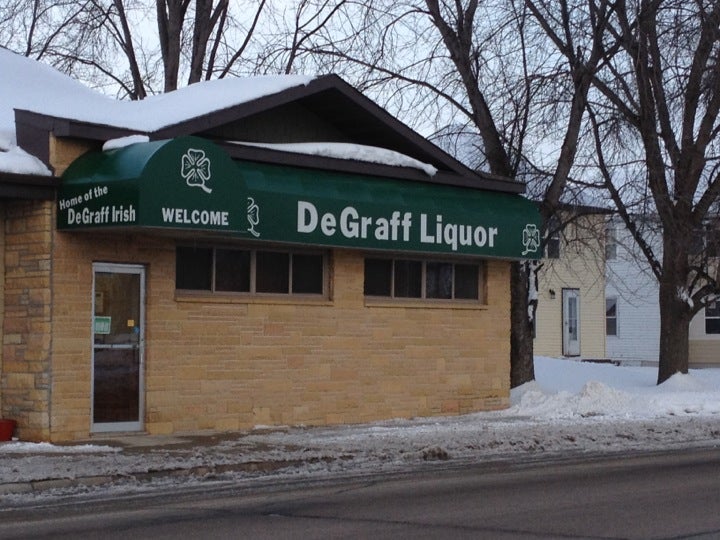 Home of the
DeGraff Irish
WELCOME
DeGraff Liquor